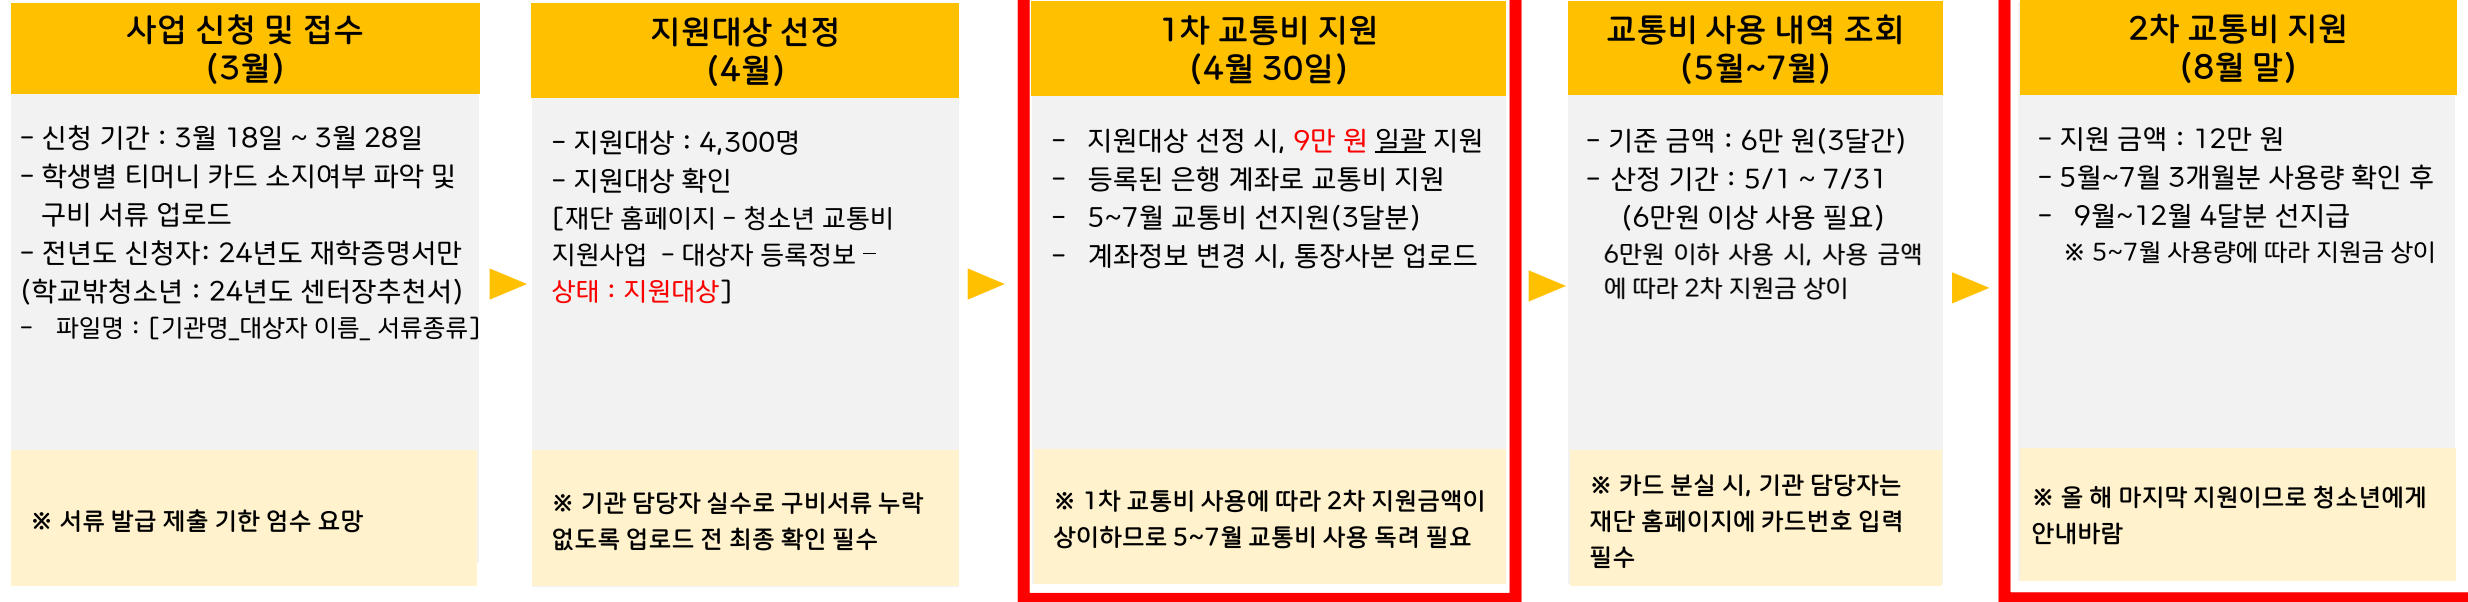 사업 신청 및 접수
(3월)
- 신청 기간 : 3월 18일 ~ 3월 28일
- 학생별 티머니 카드 소지여부 파악 및
구비 서류 업로드
- 전년도 신청자: 24년도 재학증명서만
(학교밖청소년 : 24년도 센터장추천서)
- 파일명 : [기관명_대상자 이름_ 서류종류]
※ 서류 발급 제출 기한 엄수 요망
지원대상 선정
(4월)
- 지원대상 : 4,300명
- 지원대상 확인
[재단 홈페이지 - 청소년 교통비
지원사업 - 대상자 등록정보 -
상태 : 지원대상]
※ 기관 담당자 실수로 구비서류 누락
없도록 업로드 전 최종 확인 필수
1차 교통비 지원
(4월 30일)
- 지원대상 선정 시, 9만 원 일괄 지원
- 등록된 은행 계좌로 교통비 지원
- 5~7월 교통비 선지원(3달분)
- 계좌정보 변경 시, 통장사본 업로드
※ 1차 교통비 사용에 따라 2차 지원금액이
상이하므로 5~7월 교통비 사용 독려 필요
교통비 사용 내역 조회
(5월~7월)
- 기준 금액 : 6만 원(3달간)
- 산정 기간 : 5/1 ~ 7/31
(6만원 이상 사용 필요)
6만원 이하 사용 시, 사용 금액
에 따라 2차 지원금 상이
※ 카드 분실 시, 기관 담당자는
재단 홈페이지에 카드번호 입력
필수
2차 교통비 지원
(8월 말)
- 지원 금액 : 12만 원
- 5월~7월 3개월분 사용량 확인 후
- 9월~12월 4달분 선지급
※ 5~7월 사용량에 따라 지원금 상이
※ 올 해 마지막 지원이므로 청소년에게
안내바람